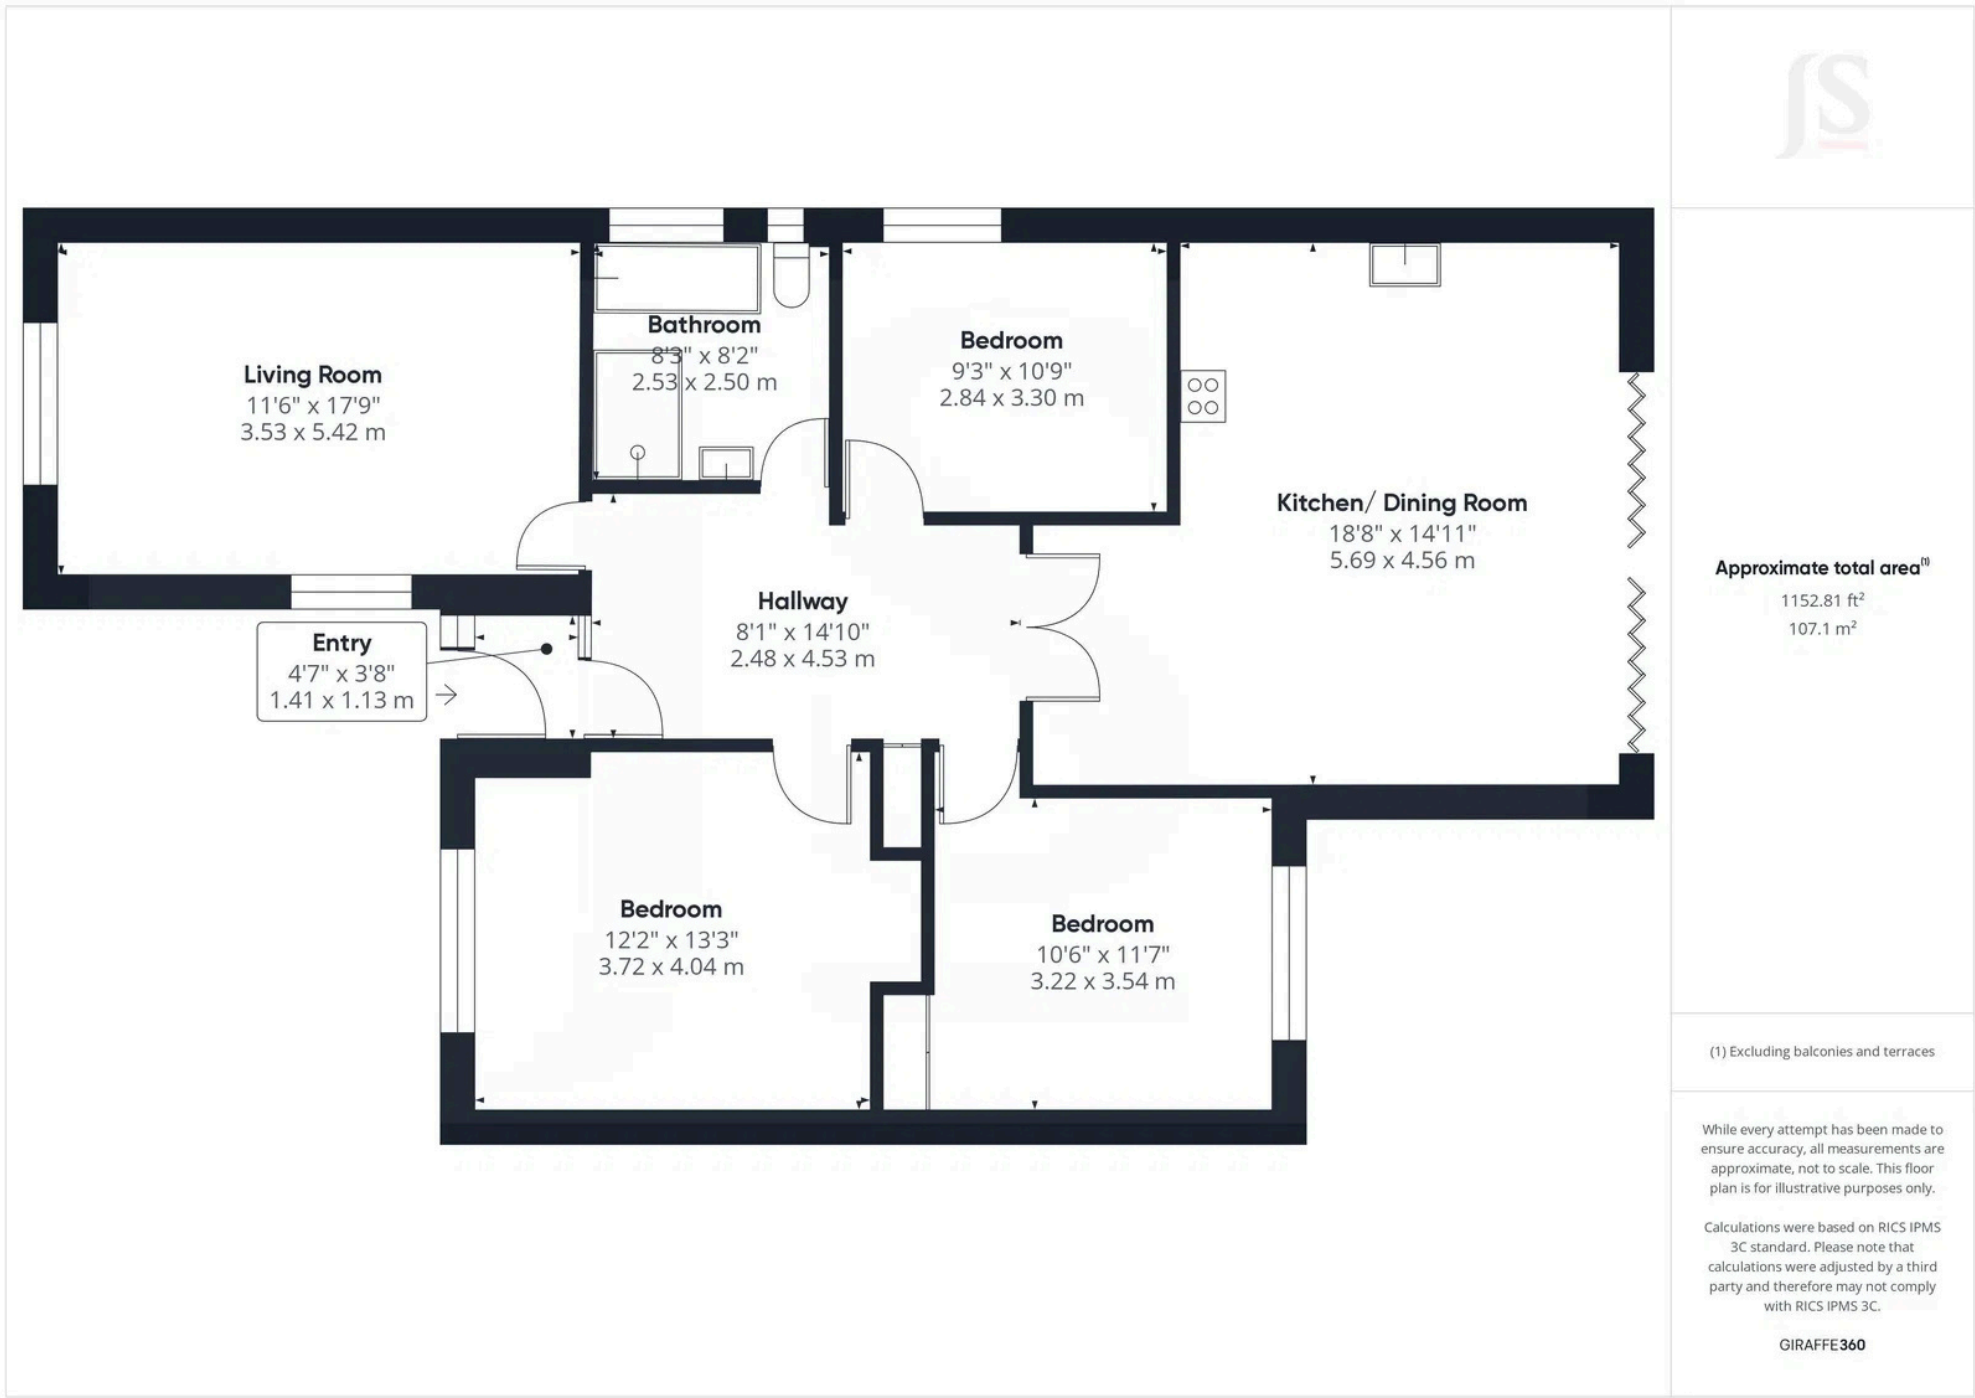 JS
Living Room
11'6" x 17'9"
3.53 x 5.42 m
Bathroom
8'3" x 8'2"
2.53 x 2.50 m
Bedroom
9'3" x 10'9"
2.84 x 3.30 m
Kitchen/ Dining Room
18'8" x 14'11"
5.69 x 4.56 m
Hallway
8'1" x 14'10"
2.48 x 4.53 m
Entry
4'7" x 3'8"
1.41 x 1.13 m
Bedroom
12'2" x 13'3"
3.72 x 4.04 m
Bedroom
10'6" x 11'7"
3.22 x 3.54 m
Approximate total area⁽¹⁾
1152.81 ft²
107.1 m²
(1) Excluding balconies and terraces
While every attempt has been made to
ensure accuracy, all measurements are
approximate, not to scale. This floor
plan is for illustrative purposes only.
Calculations were based on RICS IPMS
3C standard. Please note that
calculations were adjusted by a third
party and therefore may not comply
with RICS IPMS 3C.
GIRAFFE360